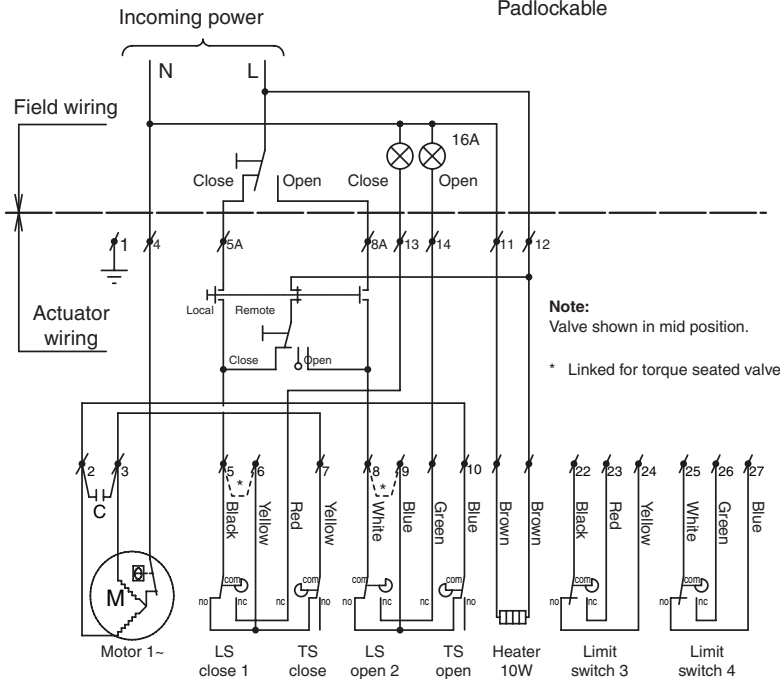 Padlockable
Incoming power
N
L
Field wiring
16A
Close
Open
Close
Open
1
4
5A
8A
13
14
11
12
Actuator
wiring
Local
Remote
Close
Open
Note:
Valve shown in mid position.
* Linked for torque seated valve
2
3
5
6
7
8
9
10
22
23
24
25
26
27
*
*
C
Black
Yellow
Red
Yellow
White
Blue
Green
Blue
Brown
Brown
Black
Red
Yellow
White
Green
Blue
θ
M
com
no
nc
com
nc
no
com
no
nc
com
nc
no
com
no
nc
com
no
nc
Motor 1~
LS
close 1
TS
close
LS
open 2
TS
open
Heater
10W
Limit
switch 3
Limit
switch 4